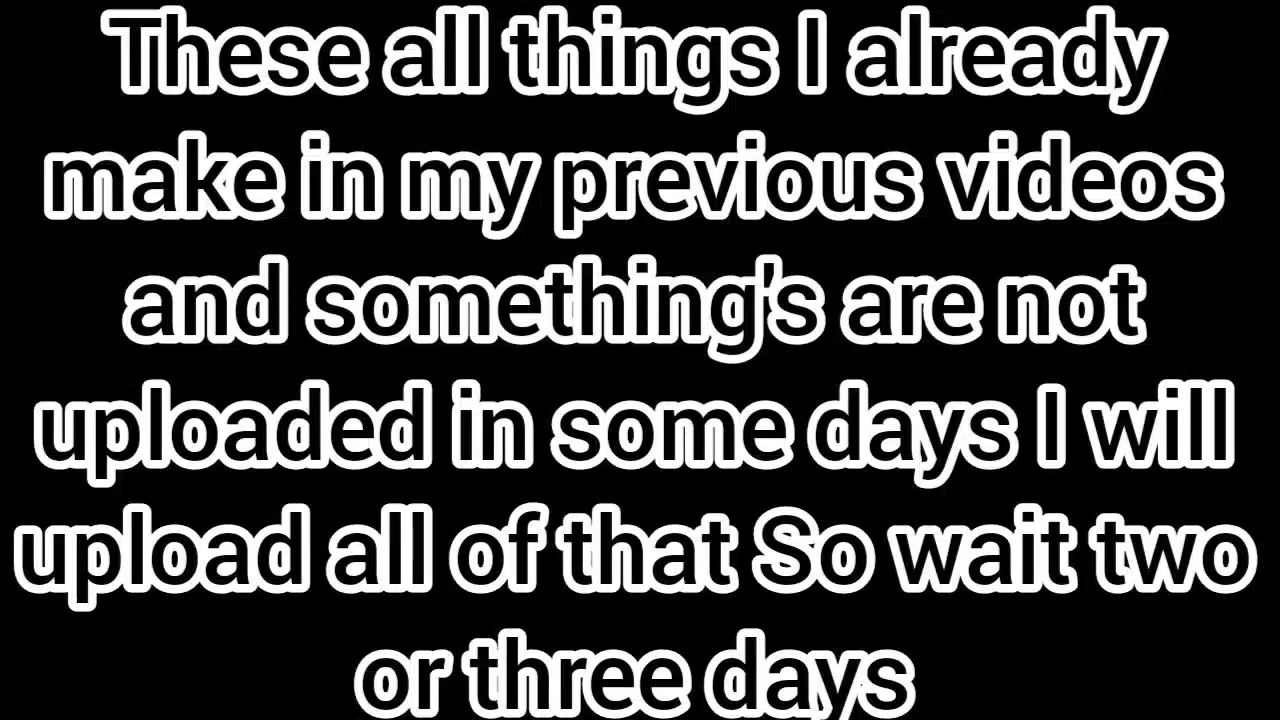 These all things I already
make in my previous videos
and something's are not
uploaded in some days I will
upload all of that So wait two
or three days